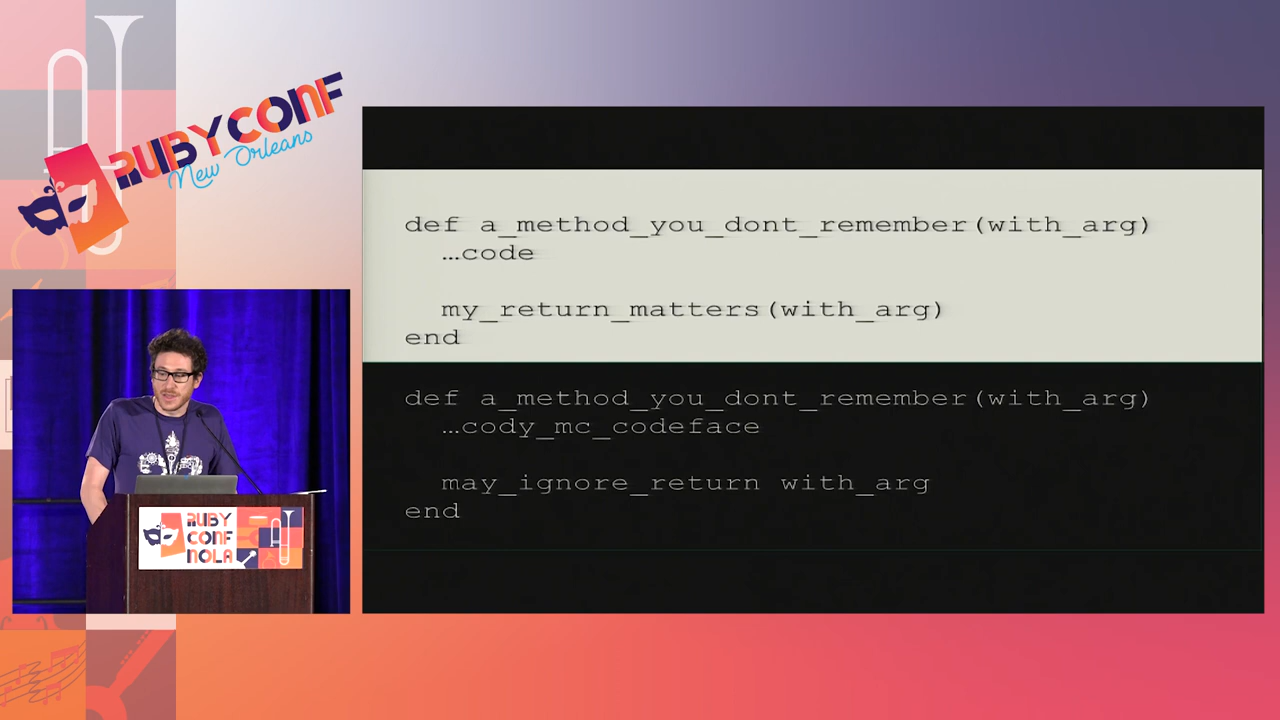 RUBYCONF
New Orleans
def a_method_you_dont_remember(with_arg)
…code
my_return_matters(with_arg)
end
def a_method_you_dont_remember(with_arg)
…cody_mc_codeface
may_ignore_return with_arg
end
RUBY
CONF
NOLA